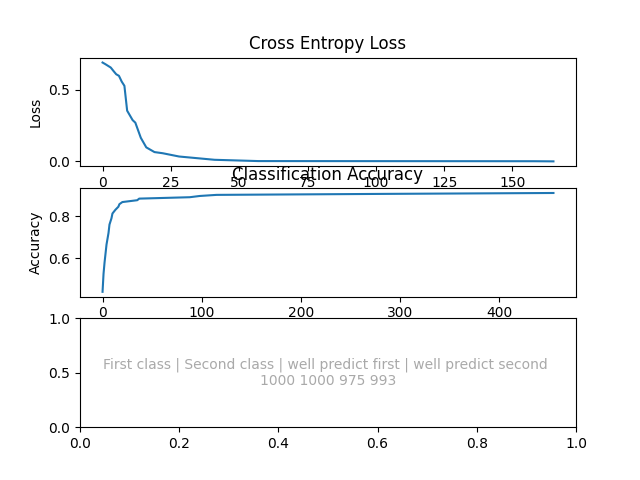 Cross Entropy Loss
0.5
0.0
Loss
0 25 50 75 100 125 150
Classification Accuracy
0.8
0.6
Accuracy
0 100 200 300 400
1.0
0.5
0.0
First class | Second class | well predict first | well predict second
1000 1000 975 993
0.0 0.2 0.4 0.6 0.8 1.0